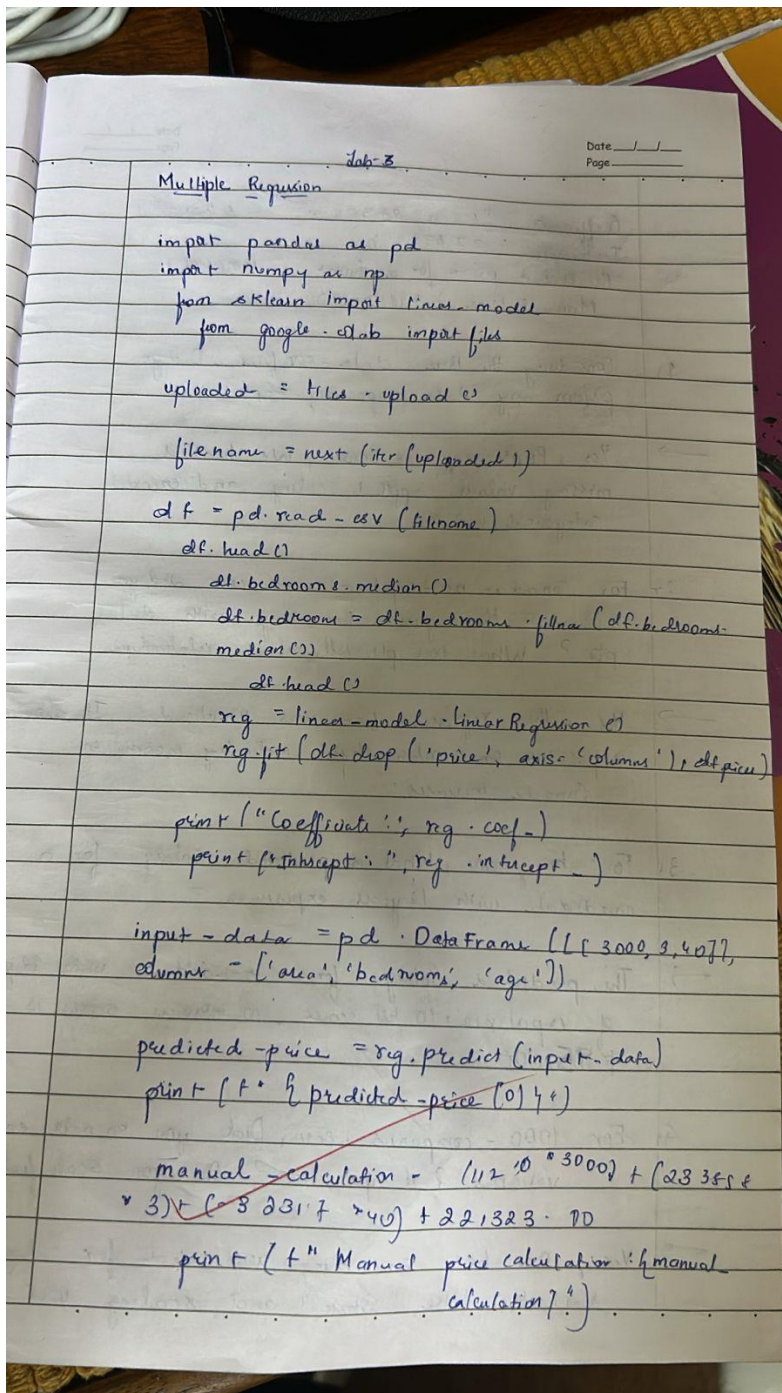 Lab-3
Date __/__/__
Page
Multiple Regression
import pandas as pd
import numpy as np
from sklearn import linear_model
from google.colab import files
uploaded = files.upload()
filename = next(iter(uploaded))
df = pd.read_csv(filename)
df.head()
df.bedrooms.median()
df.bedrooms = df.bedrooms.fillna(df.bedrooms.
median())
df.head()
reg = linear_model.LinearRegression()
reg.fit(df.drop('price', axis='columns'), df.price)
print("Coefficients:", reg.coef_)
print("Intercept:", reg.intercept_)
input_data = pd.DataFrame([[3000, 3, 40]],
columns = ['area', 'bedrooms', 'age'])
predicted_price = reg.predict(input_data)
print(f"{predicted_price[0]}")
manual_calculation = (112.0 * 3000) + (23 3858
* 3) + (-3 231.7 * 40) + 221323.00
print(f"Manual price calculation:{manual_
calculation}")